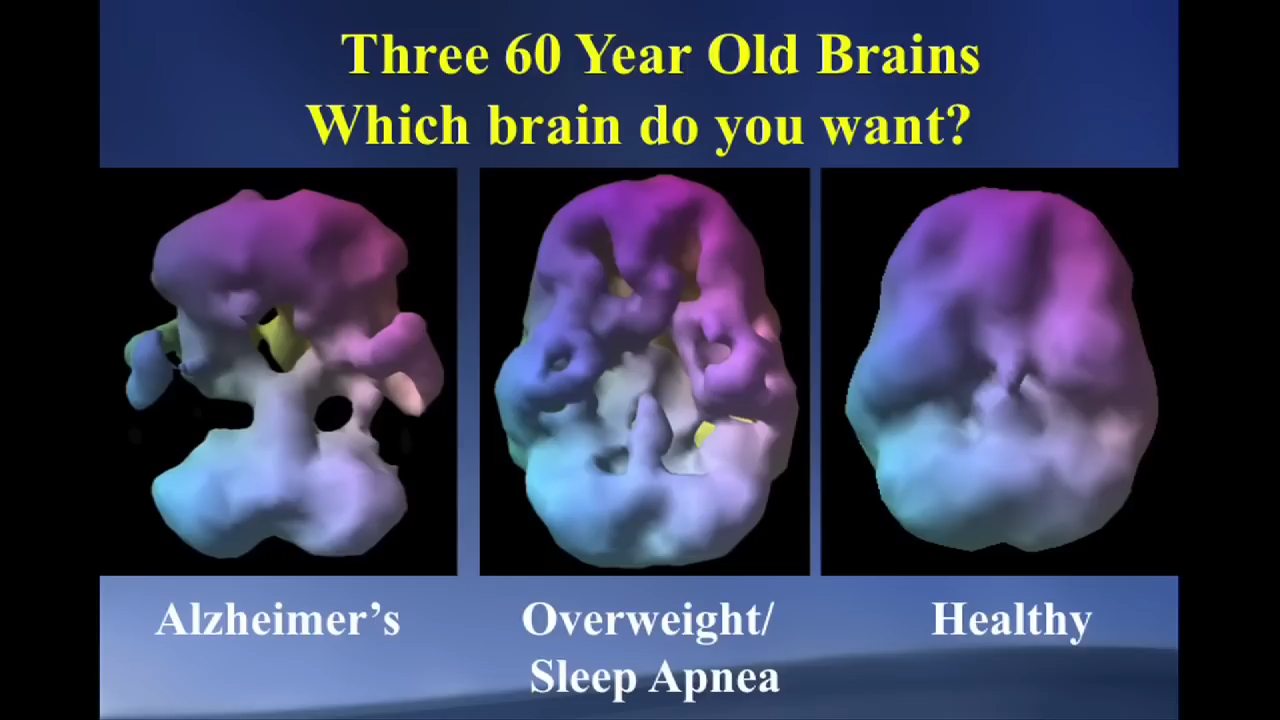 Three 60 Year Old Brains
Which brain do you want?
Alzheimer’s
Overweight/
Sleep Apnea
Healthy